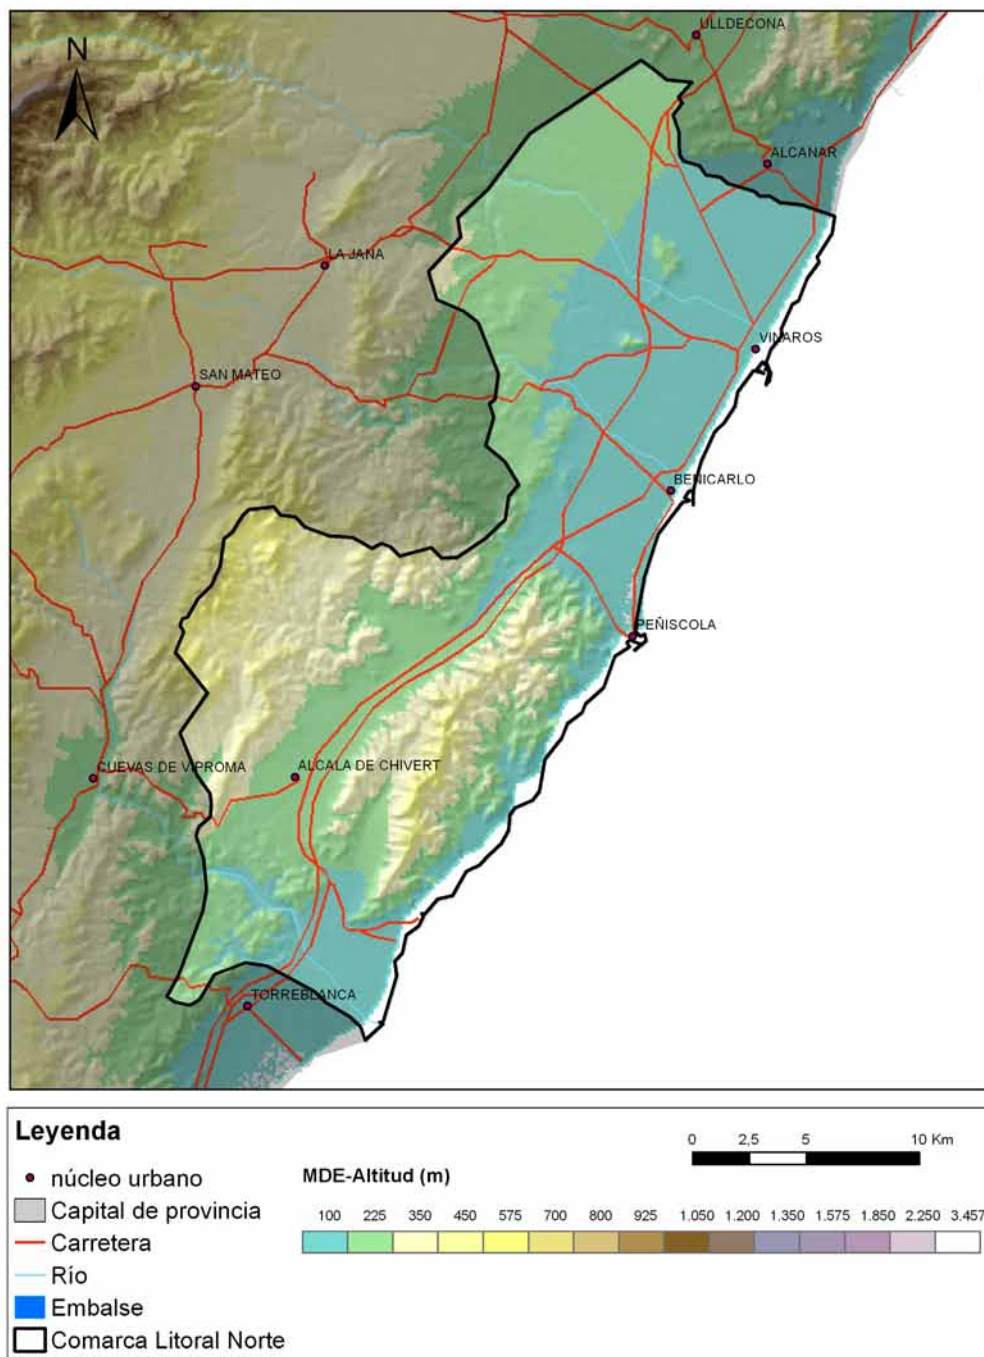 N
ULLDECONA
ALCANAR
LA JANA
VINAROS
SAN MATEO
BENICARLO
PEÑISCOLA
CUEVAS DE VIPROMA
ALCALA DE CHIVERT
TORREBLANCA
Leyenda
núcleo urbano
Capital de provincia
Carretera
Río
Embalse
Comarca Litoral Norte
MDE-Altitud (m)
100 225 350 450 575 700 800 925 1.050 1.200 1.350 1.575 1.850 2.250 3.457
0 2,5 5 10 Km